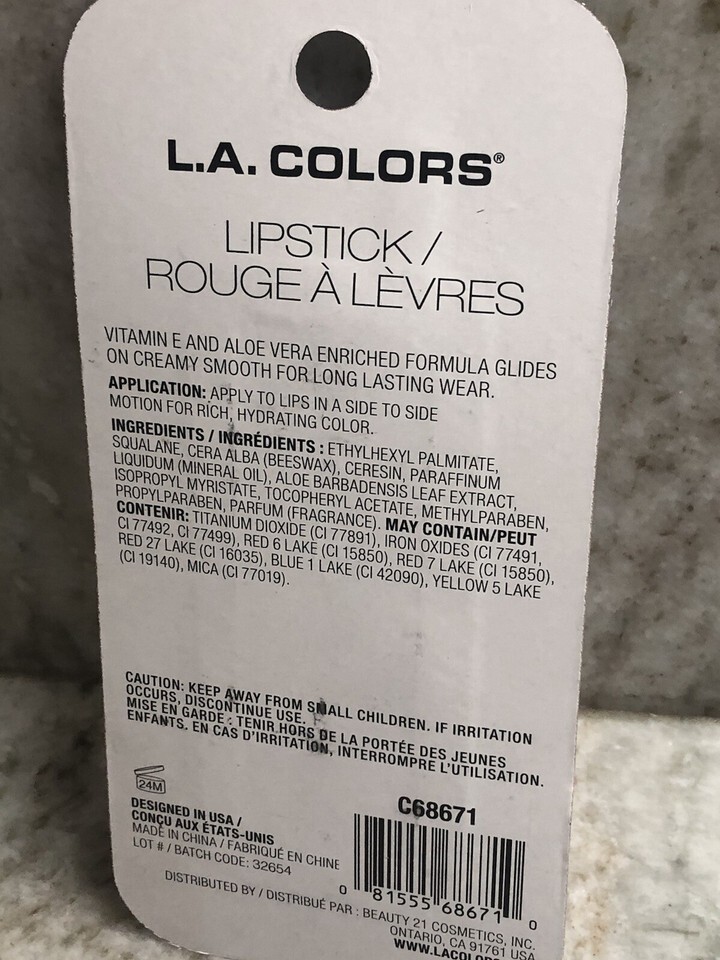 L.A. COLORS®
LIPSTICK /
ROUGE À LÈVRES
VITAMIN E AND ALOE VERA ENRICHED FORMULA GLIDES
ON CREAMY SMOOTH FOR LONG LASTING WEAR.
APPLICATION: APPLY TO LIPS IN A SIDE TO SIDE
MOTION FOR RICH, HYDRATING COLOR.
INGREDIENTS / INGRÉDIENTS : ETHYLHEXYL PALMITATE,
SQUALANE, CERA ALBA (BEESWAX), CERESIN, PARAFFINUM
LIQUIDUM (MINERAL OIL), ALOE BARBADENSIS LEAF EXTRACT,
ISOPROPYL MYRISTATE, TOCOPHERYL ACETATE, METHYLPARABEN,
PROPYLPARABEN, PARFUM (FRAGRANCE). MAY CONTAIN/PEUT
CONTENIR: TITANIUM DIOXIDE (CI 77891), IRON OXIDES (CI 77491,
CI 77492, CI 77499), RED 6 LAKE (CI 15850), RED 7 LAKE (CI 15850),
RED 27 LAKE (CI 16035), BLUE 1 LAKE (CI 42090), YELLOW 5 LAKE
(CI 19140), MICA (CI 77019).
CAUTION: KEEP AWAY FROM SMALL CHILDREN. IF IRRITATION
OCCURS, DISCONTINUE USE.
MISE EN GARDE : TENIR HORS DE LA PORTÉE DES JEUNES
ENFANTS. EN CAS D'IRRITATION, INTERROMPRE L'UTILISATION.
24M
C68671
DESIGNED IN USA /
CONÇU AUX ÉTATS-UNIS
MADE IN CHINA / FABRIQUÉ EN CHINE
LOT # / BATCH CODE: 32654
0 81555 68671 0
DISTRIBUTED BY / DISTRIBUÉ PAR : BEAUTY 21 COSMETICS, INC.
ONTARIO, CA 91761 USA